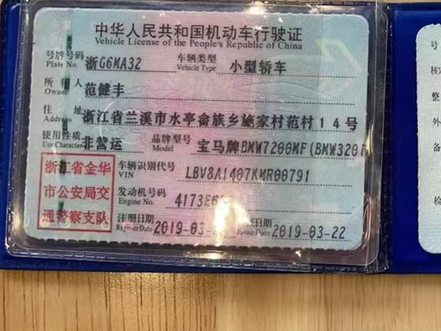 中华人民共和国机动车行驶证
Vehicle License of the People's Republic of China
号牌号码 浙G6MA32 车辆类型 小型轿车
Plate No. Vehicle Type
所有人 范健丰
Owner
住址 浙江省兰溪市水亭畲族乡施家村范村14号
Address
使用性质 非营运 品牌型号 宝马牌BMW7200MF(BMW320
Use Character Model
浙江省金华 车辆识别代号 LBV8A1407KMR00791
VIN
市公安局交 发动机号码
Engine No.
通警察支队 注册日期 2019-03- 2019-03-22
Register Date Issue Date